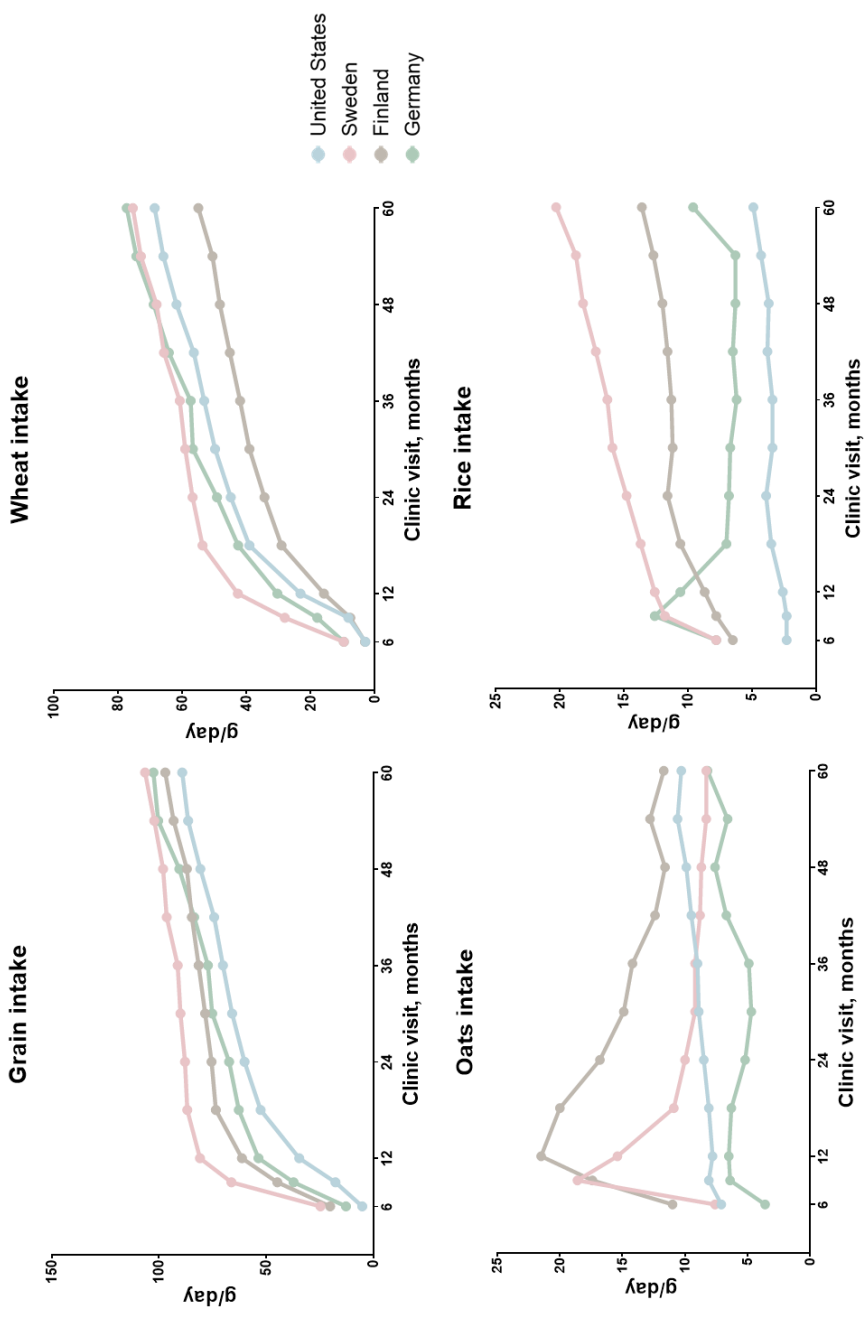 Grain intake
150
100
50
0
g/day
6
12
24
36
48
60
Clinic visit, months
Wheat intake
100
80
60
40
20
0
g/day
6
12
24
36
48
60
Clinic visit, months
United States
Sweden
Finland
Germany
Oats intake
25
20
15
10
5
0
g/day
6
12
24
36
48
60
Clinic visit, months
Rice intake
25
20
15
10
5
0
g/day
6
12
24
36
48
60
Clinic visit, months